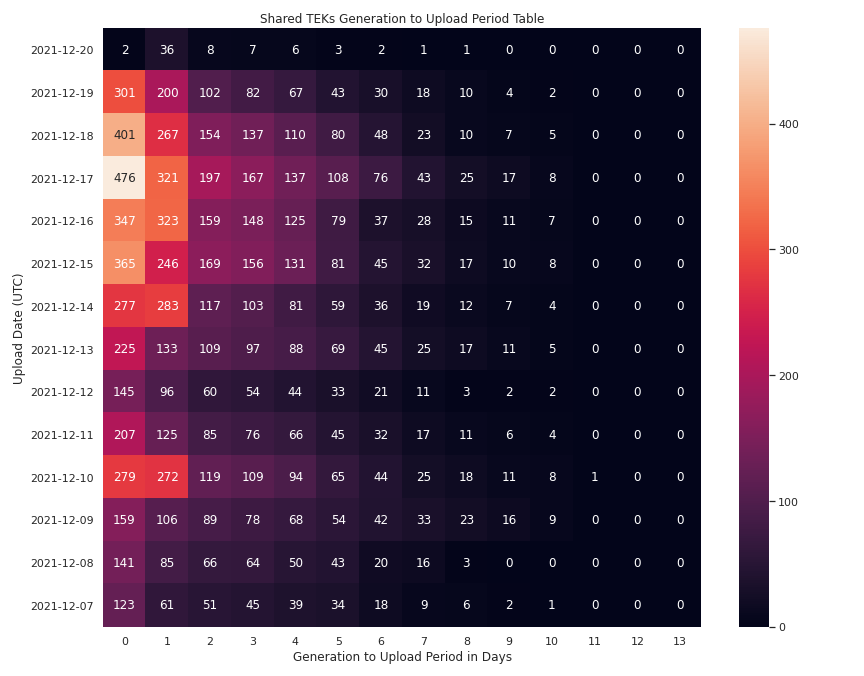 Shared TEKs Generation to Upload Period Table
Upload Date (UTC)
2021-12-20 2 36 8 7 6 3 2 1 1 0 0 0 0 0
2021-12-19 301 200 102 82 67 43 30 18 10 4 2 0 0 0
2021-12-18 401 267 154 137 110 80 48 23 10 7 5 0 0 0
2021-12-17 476 321 197 167 137 108 76 43 25 17 8 0 0 0
2021-12-16 347 323 159 148 125 79 37 28 15 11 7 0 0 0
2021-12-15 365 246 169 156 131 81 45 32 17 10 8 0 0 0
2021-12-14 277 283 117 103 81 59 36 19 12 7 4 0 0 0
2021-12-13 225 133 109 97 88 69 45 25 17 11 5 0 0 0
2021-12-12 145 96 60 54 44 33 21 11 3 2 2 0 0 0
2021-12-11 207 125 85 76 66 45 32 17 11 6 4 0 0 0
2021-12-10 279 272 119 109 94 65 44 25 18 11 8 1 0 0
2021-12-09 159 106 89 78 68 54 42 33 23 16 9 0 0 0
2021-12-08 141 85 66 64 50 43 20 16 3 0 0 0 0 0
2021-12-07 123 61 51 45 39 34 18 9 6 2 1 0 0 0
0 1 2 3 4 5 6 7 8 9 10 11 12 13
Generation to Upload Period in Days
400
300
200
100
0